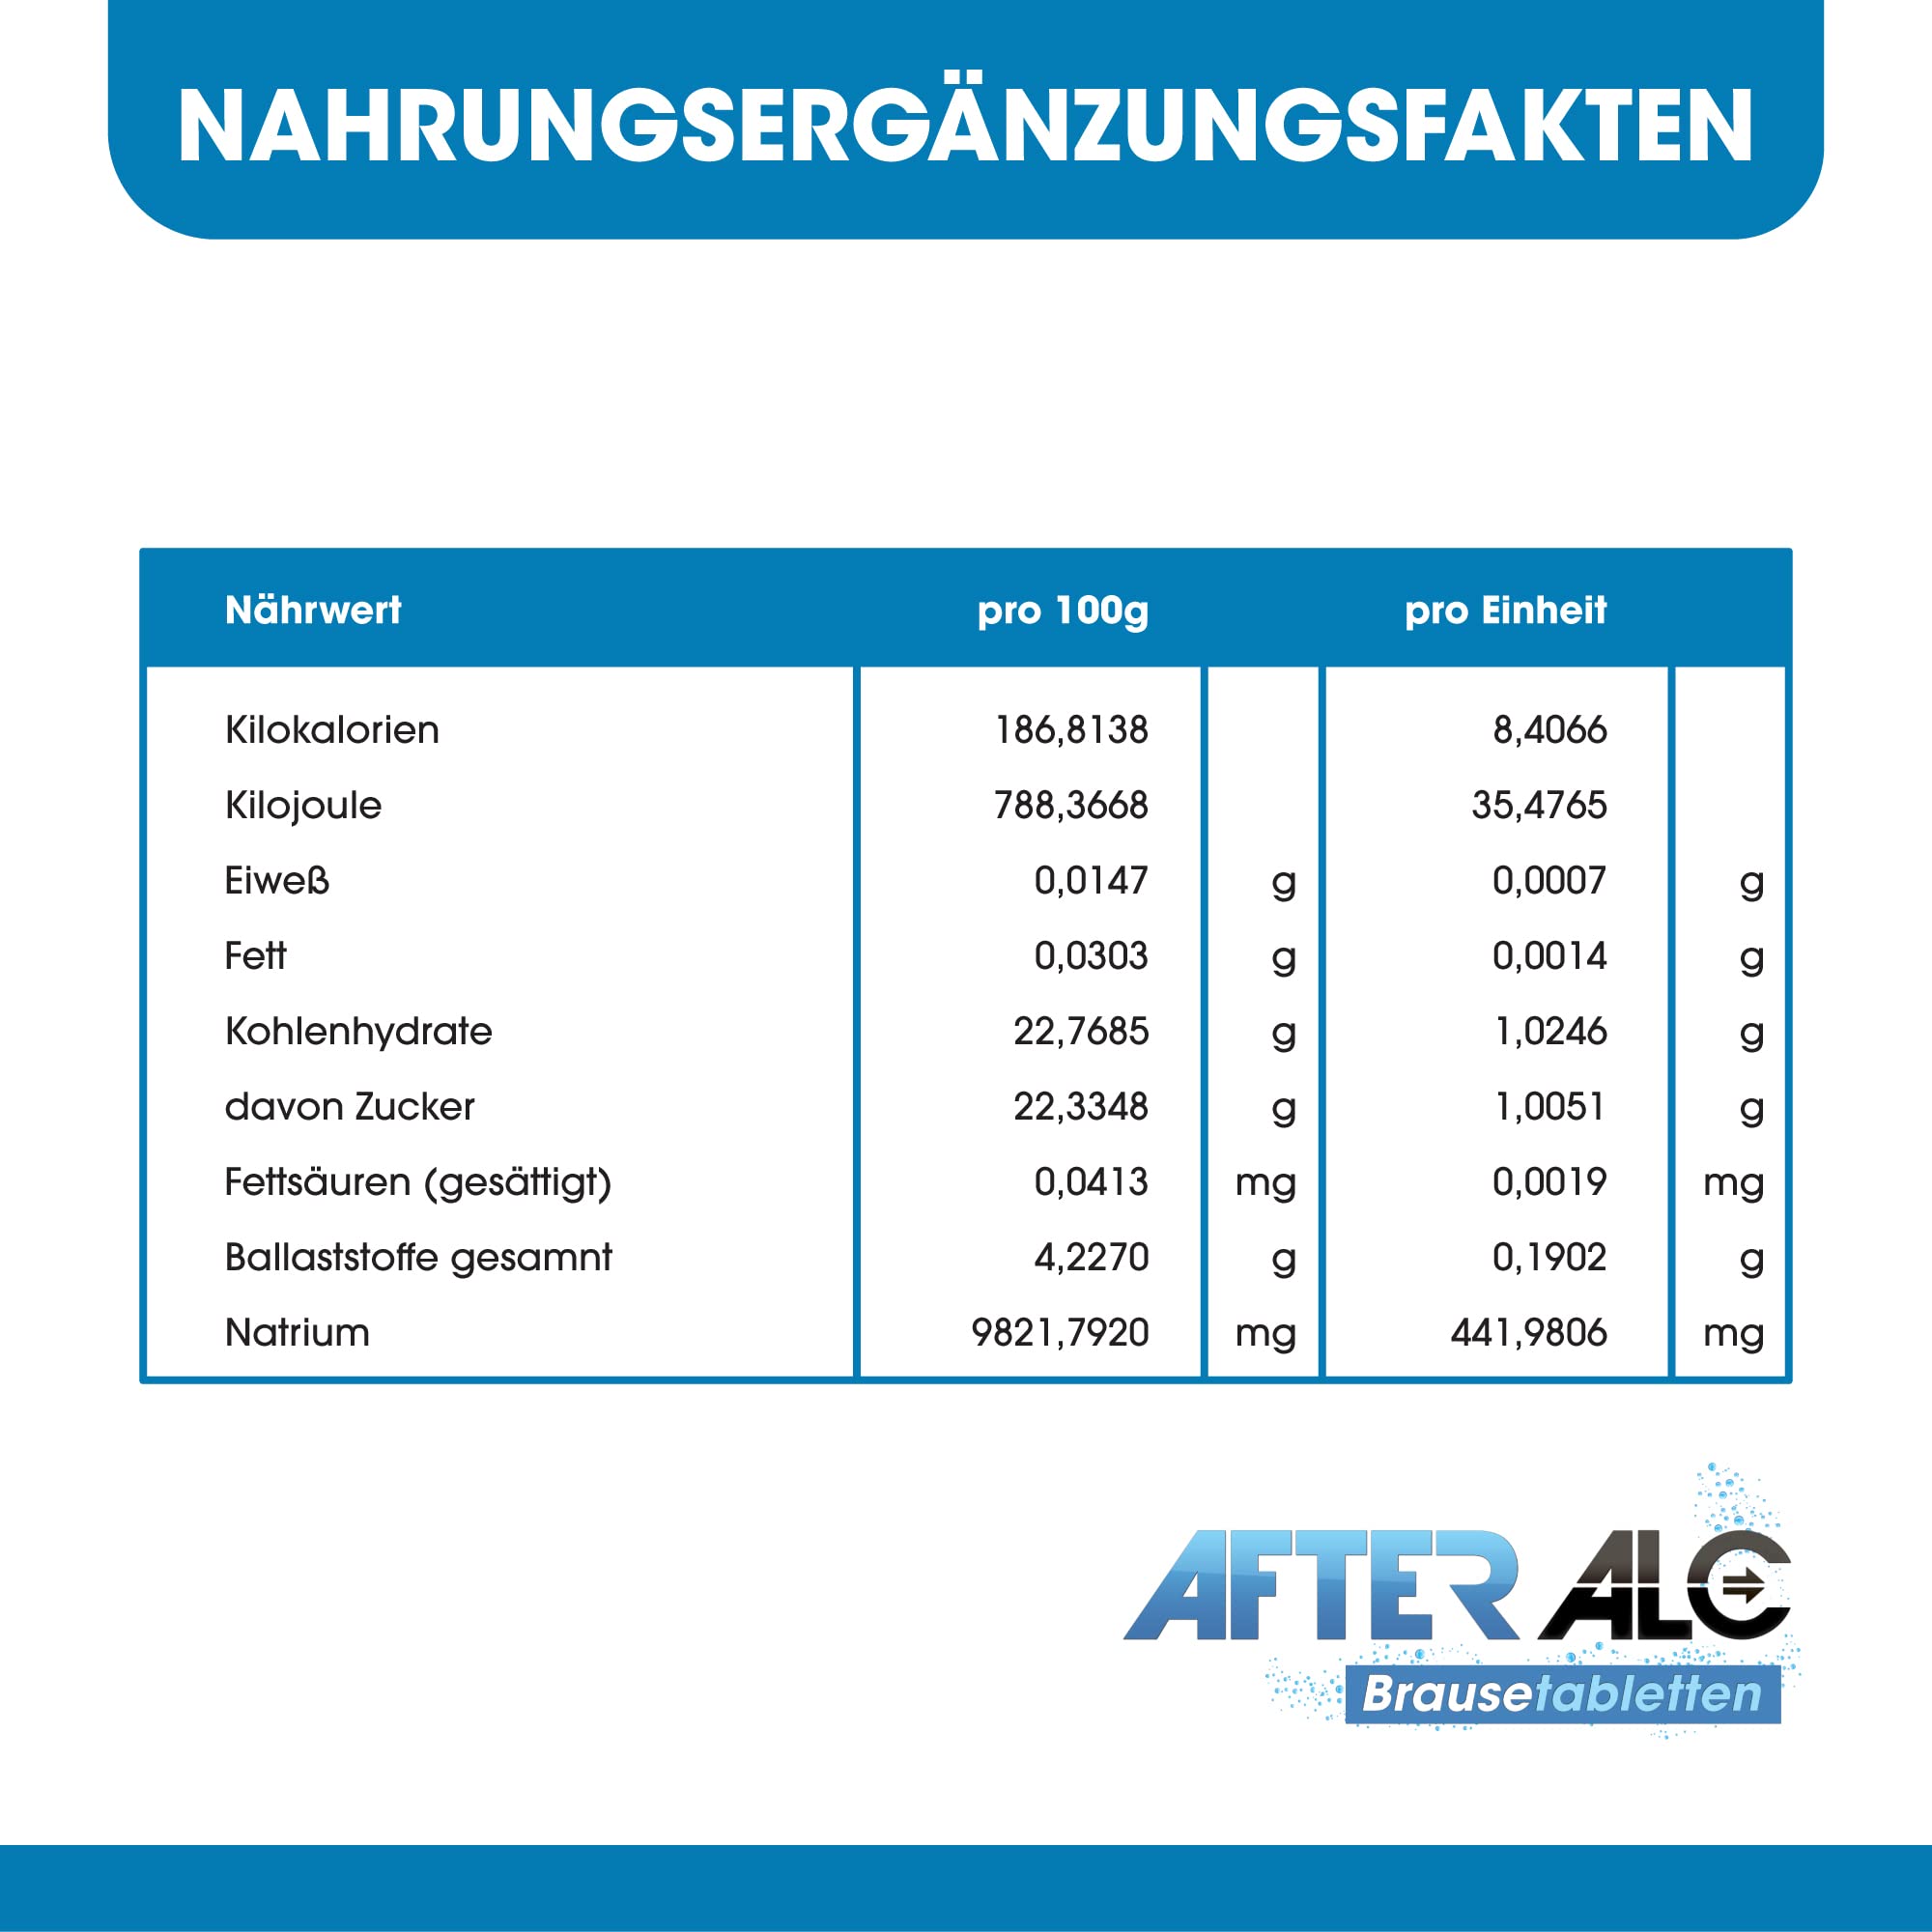 NAHRUNGSERGÄNZUNGSFAKTEN
Nährwert pro 100g pro Einheit
Kilokalorien 186,8138 8,4066
Kilojoule 788,3668 35,4765
Eiweß 0,0147 g 0,0007 g
Fett 0,0303 g 0,0014 g
Kohlenhydrate 22,7685 g 1,0246 g
davon Zucker 22,3348 g 1,0051 g
Fettsäuren (gesättigt) 0,0413 mg 0,0019 mg
Ballaststoffe gesamnt 4,2270 g 0,1902 g
Natrium 9821,7920 mg 441,9806 mg
AFTER ALC
Brausetabletten